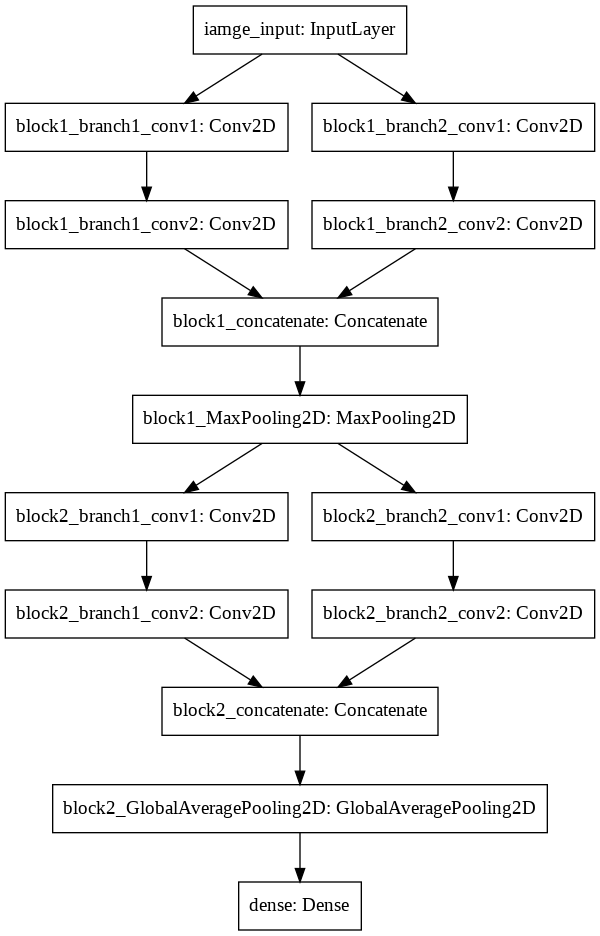 iamge_input: InputLayer
block1_branch1_conv1: Conv2D
block1_branch2_conv1: Conv2D
block1_branch1_conv2: Conv2D
block1_branch2_conv2: Conv2D
block1_concatenate: Concatenate
block1_MaxPooling2D: MaxPooling2D
block2_branch1_conv1: Conv2D
block2_branch2_conv1: Conv2D
block2_branch1_conv2: Conv2D
block2_branch2_conv2: Conv2D
block2_concatenate: Concatenate
block2_GlobalAveragePooling2D: GlobalAveragePooling2D
dense: Dense